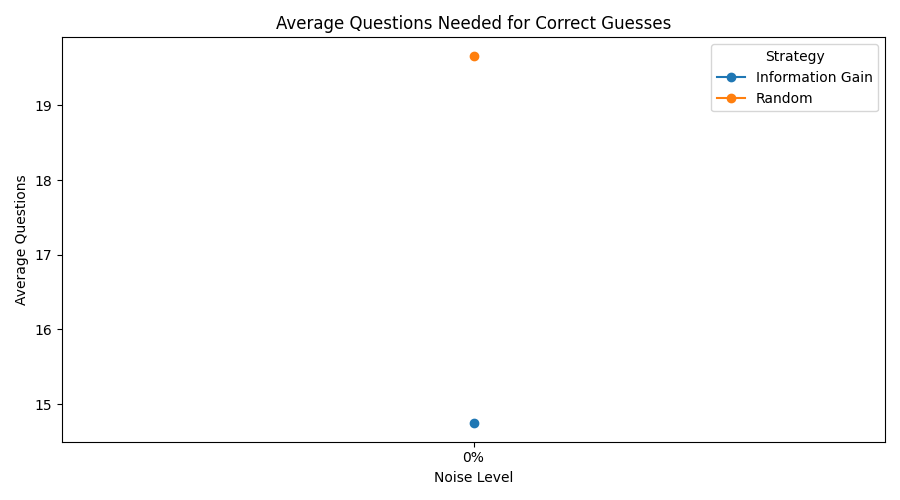 Average Questions Needed for Correct Guesses
Strategy
Information Gain
Random
Average Questions
19
18
17
16
15
0%
Noise Level